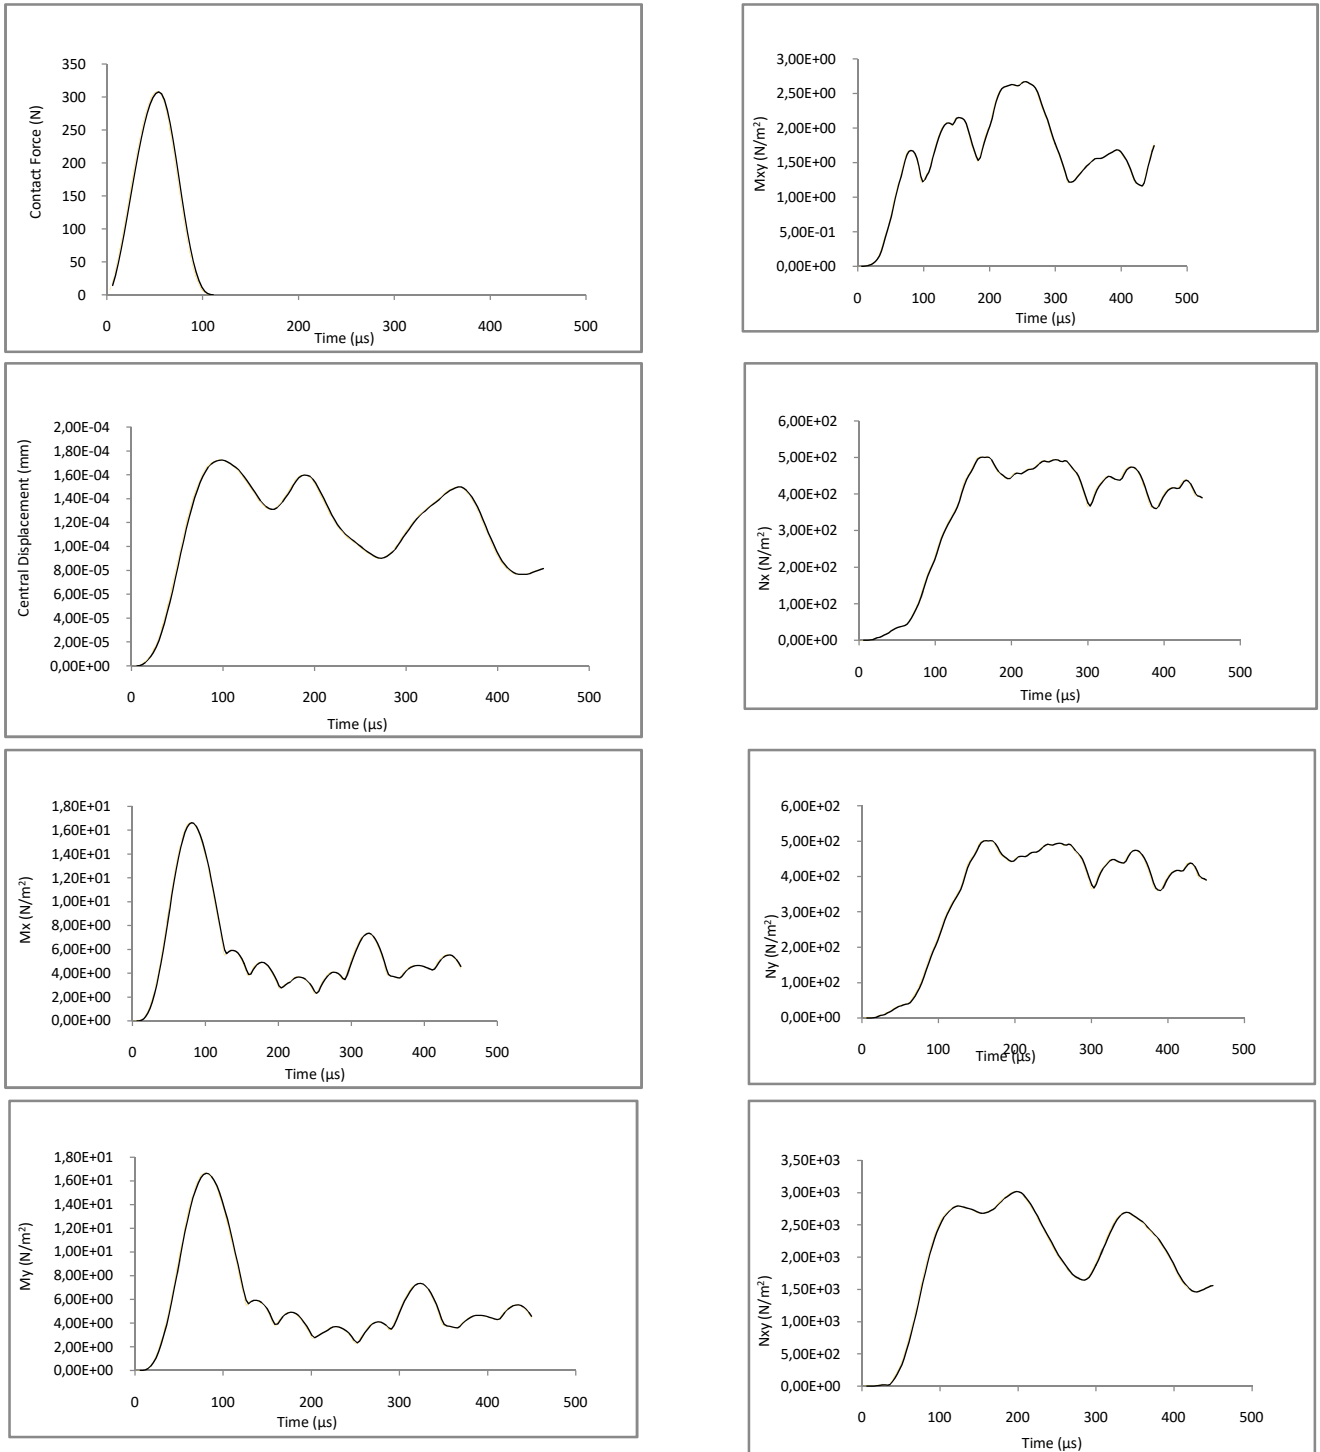 350
300
250
200
150
100
50
0
Contact Force (N)
0 100 200 300 400 500
Time (µs)
3,00E+00
2,50E+00
2,00E+00
1,50E+00
1,00E+00
5,00E-01
0,00E+00
Mxy (N/m²)
0 100 200 300 400 500
Time (µs)
2,00E-04
1,80E-04
1,60E-04
1,40E-04
1,20E-04
1,00E-04
8,00E-05
6,00E-05
4,00E-05
2,00E-05
0,00E+00
Central Displacement (mm)
0 100 200 300 400 500
Time (µs)
6,00E+02
5,00E+02
4,00E+02
3,00E+02
2,00E+02
1,00E+02
0,00E+00
Nx (N/m²)
0 100 200 300 400 500
Time (µs)
1,80E+01
1,60E+01
1,40E+01
1,20E+01
1,00E+01
8,00E+00
6,00E+00
4,00E+00
2,00E+00
0,00E+00
Mx (N/m²)
0 100 200 300 400 500
Time (µs)
6,00E+02
5,00E+02
4,00E+02
3,00E+02
2,00E+02
1,00E+02
0,00E+00
Ny (N/m²)
0 100 200 300 400 500
Time (µs)
1,80E+01
1,60E+01
1,40E+01
1,20E+01
1,00E+01
8,00E+00
6,00E+00
4,00E+00
2,00E+00
0,00E+00
My (N/m²)
0 100 200 300 400 500
Time (µs)
3,50E+03
3,00E+03
2,50E+03
2,00E+03
1,50E+03
1,00E+03
5,00E+02
0,00E+00
Nxy (N/m²)
0 100 200 300 400 500
Time (µs)